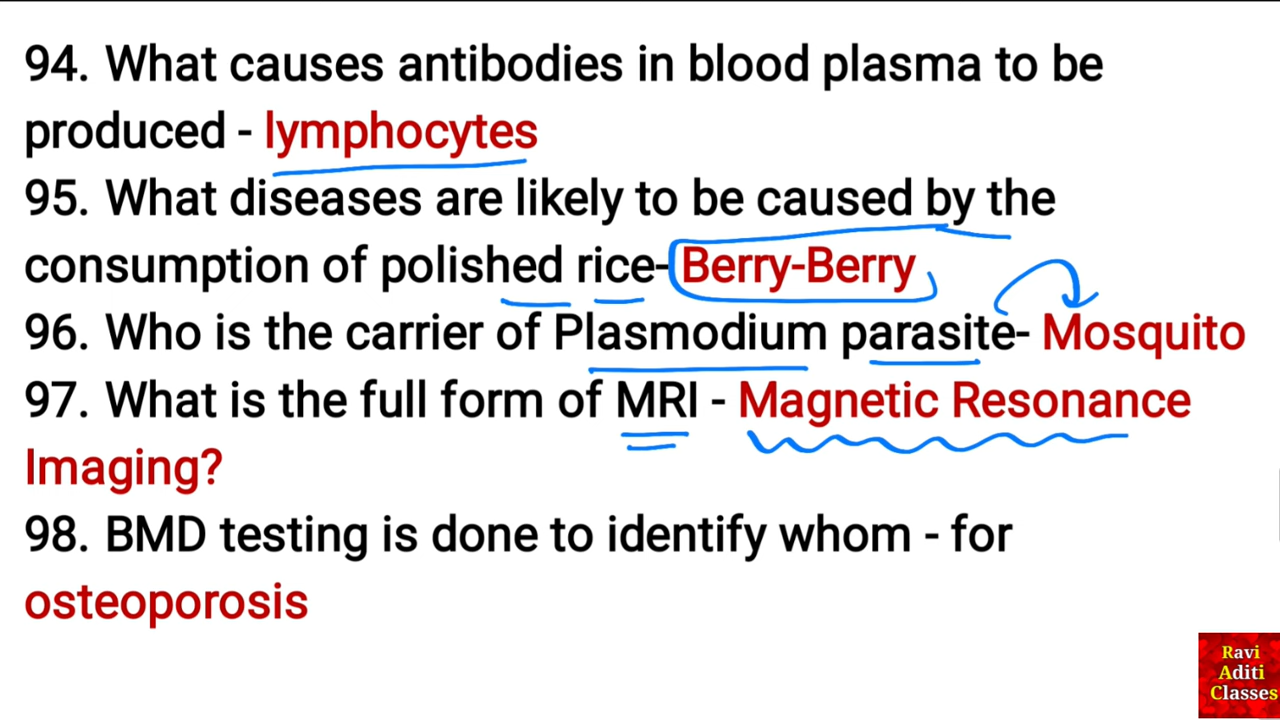 94. What causes antibodies in blood plasma to be
produced - lymphocytes
95. What diseases are likely to be caused by the
consumption of polished rice- Berry-Berry
96. Who is the carrier of Plasmodium parasite- Mosquito
97. What is the full form of MRI - Magnetic Resonance
Imaging?
98. BMD testing is done to identify whom - for
osteoporosis
Ravi
Aditi
Classes